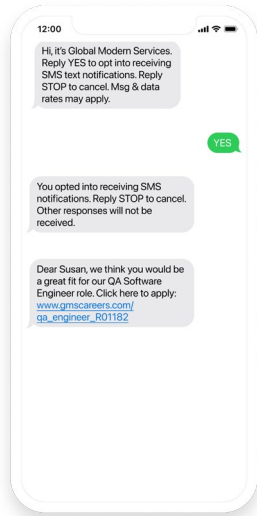 12:00
Hi, it's Global Modern Services.
Reply YES to opt into receiving
SMS text notifications. Reply
STOP to cancel. Msg & data
rates may apply.
YES
You opted into receiving SMS
notifications. Reply STOP to cancel.
Other responses will not be
received.
Dear Susan, we think you would be
a great fit for our QA Software
Engineer role. Click here to apply:
www.gmscareers.com/
qa_engineer_R01182